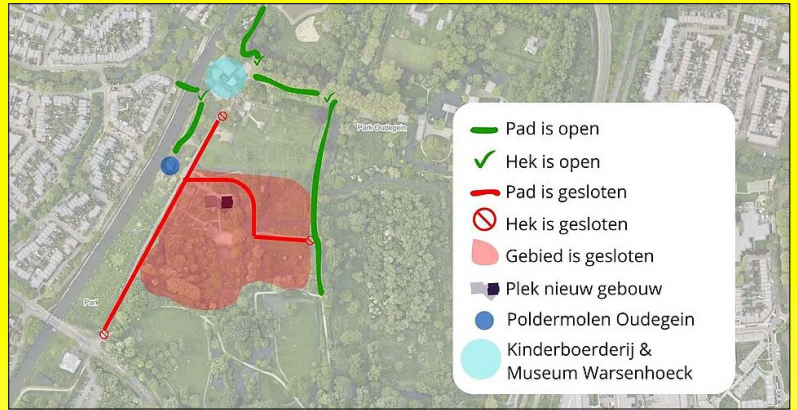 Park Oudegein
Park
Pad is open
Hek is open
Pad is gesloten
Hek is gesloten
Gebied is gesloten
Plek nieuw gebouw
Poldermolen Oudegein
Kinderboerderij &
Museum Warsenhoeck